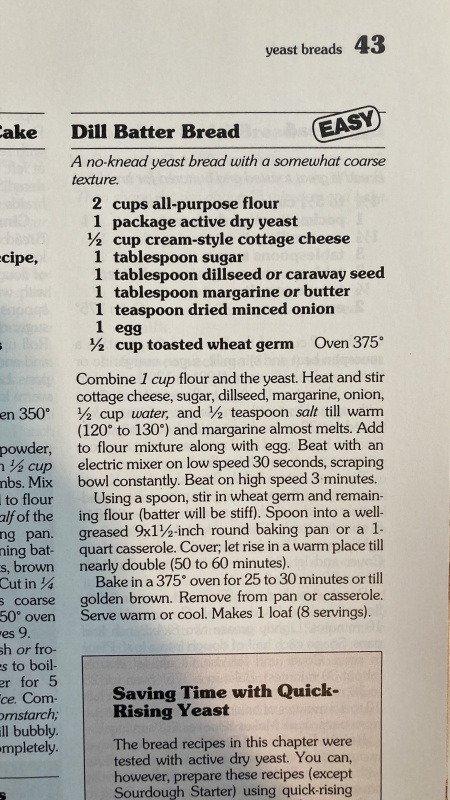 yeast breads 43
Cake
ecipe,
s
en 350°
powder,
n ½ cup
mbs. Mix
l to flour
alf of the
ng pan.
ning bat-
s, brown
Cut in ¼
s coarse
50° oven
es 9.
sh or fro-
es to boil-
er for 5
ice. Com-
ornstarch;
ill bubbly.
ompletely.
s
Dill Batter Bread EASY
A no-knead yeast bread with a somewhat coarse
texture.
2 cups all-purpose flour
1 package active dry yeast
½ cup cream-style cottage cheese
1 tablespoon sugar
1 tablespoon dillseed or caraway seed
1 tablespoon margarine or butter
1 teaspoon dried minced onion
1 egg
½ cup toasted wheat germ Oven 375°
Combine 1 cup flour and the yeast. Heat and stir
cottage cheese, sugar, dillseed, margarine, onion,
½ cup water, and ½ teaspoon salt till warm
(120° to 130°) and margarine almost melts. Add
to flour mixture along with egg. Beat with an
electric mixer on low speed 30 seconds, scraping
bowl constantly. Beat on high speed 3 minutes.
Using a spoon, stir in wheat germ and remain-
ing flour (batter will be stiff). Spoon into a well-
greased 9x1½-inch round baking pan or a 1-
quart casserole. Cover; let rise in a warm place till
nearly double (50 to 60 minutes).
Bake in a 375° oven for 25 to 30 minutes or till
golden brown. Remove from pan or casserole.
Serve warm or cool. Makes 1 loaf (8 servings).
Saving Time with Quick-
Rising Yeast
The bread recipes in this chapter were
tested with active dry yeast. You can,
however, prepare these recipes (except
Sourdough Starter) using quick-rising